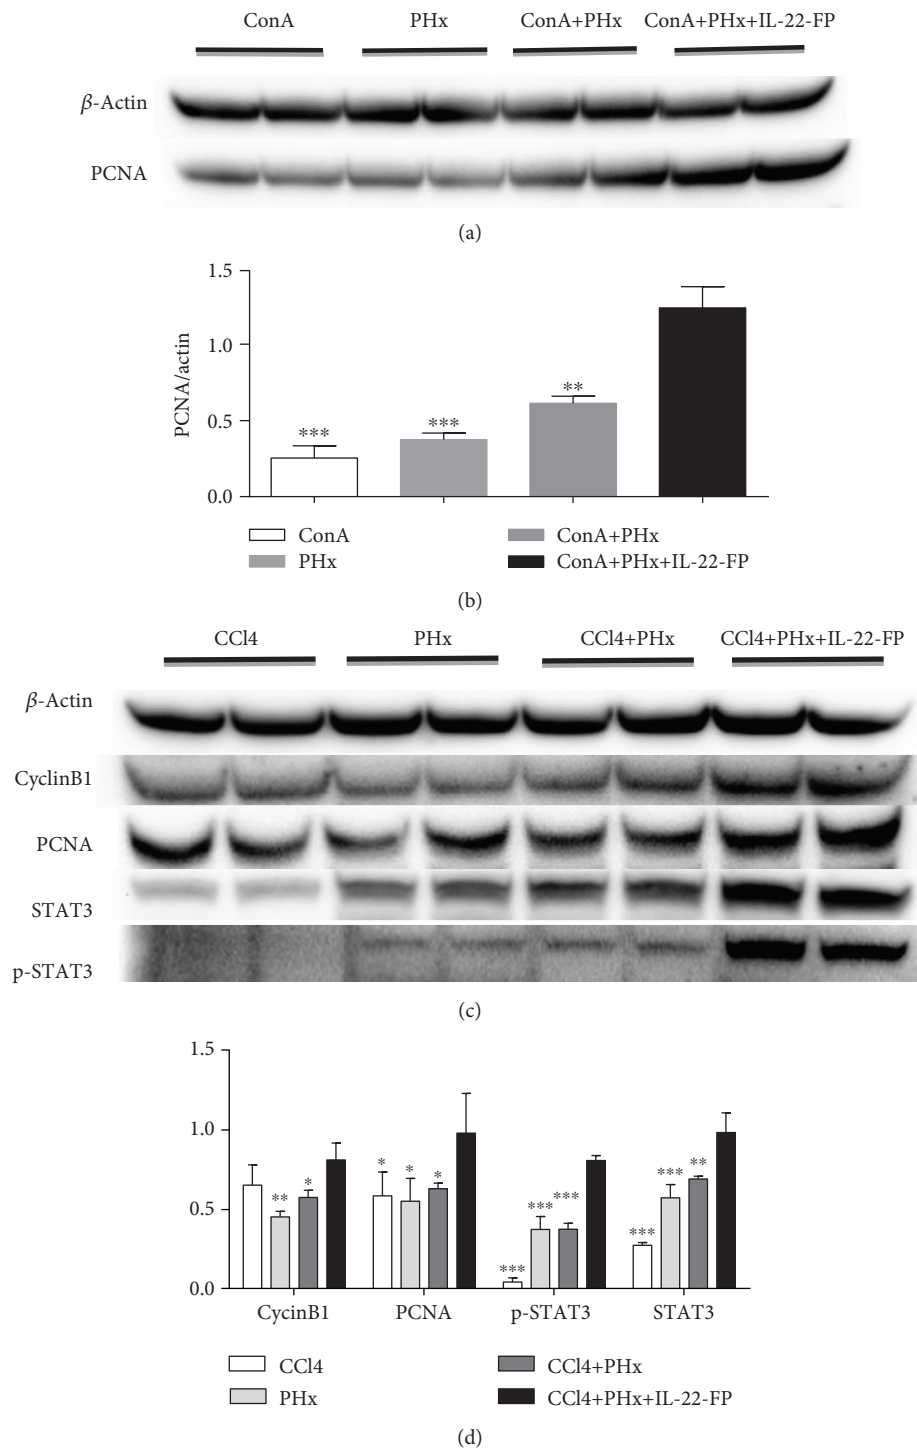 ConA PHx ConA+PHx ConA+PHx+IL-22-FP
β-Actin
PCNA
(a)
1.5
1.0
0.5
0.0
PCNA/actin
***
***
**
ConA
PHx
ConA+PHx
ConA+PHx+IL-22-FP
(b)
CCl4 PHx CCl4+PHx CCl4+PHx+IL-22-FP
β-Actin
CyclinB1
PCNA
STAT3
p-STAT3
(c)
1.5
1.0
0.5
0.0
** *
* * *
*** *** ***
*** *** **
CycinB1 PCNA p-STAT3 STAT3
CCl4
PHx
CCl4+PHx
CCl4+PHx+IL-22-FP
(d)